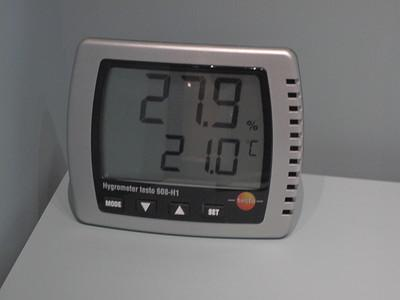 27.9 %
21.0 °C
Hygrometer testo 608-H1
MODE ▼ ▲ SET testo